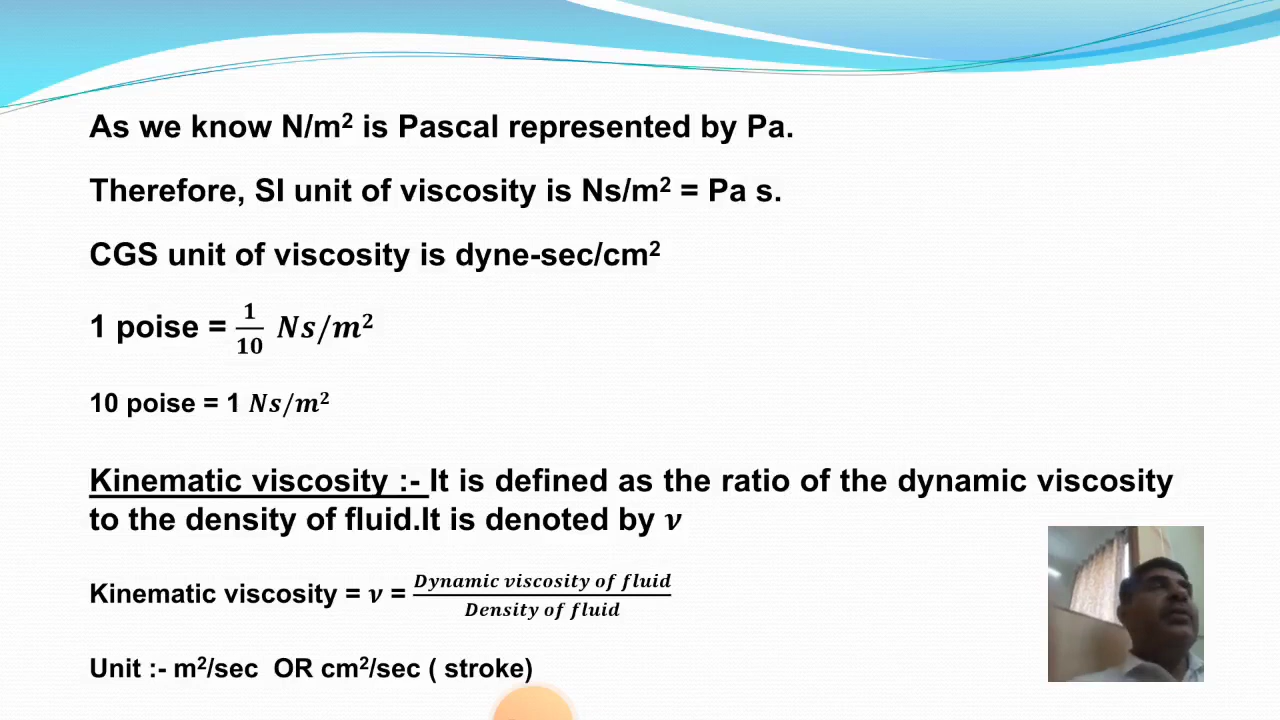 As we know N/m² is Pascal represented by Pa.
Therefore, SI unit of viscosity is Ns/m² = Pa s.
CGS unit of viscosity is dyne-sec/cm²
1 poise = 1/10 Ns/m²
10 poise = 1 Ns/m²
Kinematic viscosity :- It is defined as the ratio of the dynamic viscosity
to the density of fluid.It is denoted by ν
Kinematic viscosity = ν = Dynamic viscosity of fluid / Density of fluid
Unit :- m²/sec OR cm²/sec ( stroke)